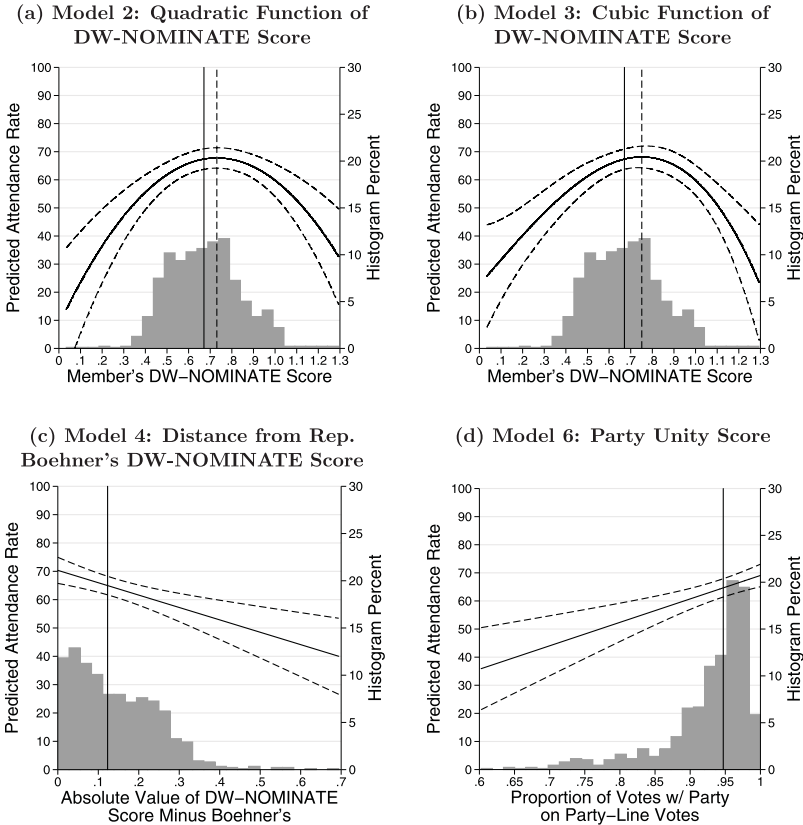 (a) Model 2: Quadratic Function of
DW-NOMINATE Score
100
90
80
70
60
50
40
30
20
10
0
Predicted Attendance Rate
30
25
20
15
10
5
0
Histogram Percent
0 .1 .2 .3 .4 .5 .6 .7 .8 .9 1.0 1.1 1.2 1.3
Member's DW−NOMINATE Score
(b) Model 3: Cubic Function of
DW-NOMINATE Score
100
90
80
70
60
50
40
30
20
10
0
Predicted Attendance Rate
30
25
20
15
10
5
0
Histogram Percent
0 .1 .2 .3 .4 .5 .6 .7 .8 .9 1.0 1.1 1.2 1.3
Member's DW−NOMINATE Score
(c) Model 4: Distance from Rep.
Boehner's DW-NOMINATE Score
100
90
80
70
60
50
40
30
20
10
0
Predicted Attendance Rate
30
25
20
15
10
5
0
Histogram Percent
0 .1 .2 .3 .4 .5 .6 .7
Absolute Value of DW−NOMINATE
Score Minus Boehner's
(d) Model 6: Party Unity Score
100
90
80
70
60
50
40
30
20
10
0
Predicted Attendance Rate
30
25
20
15
10
5
0
Histogram Percent
.6 .65 .7 .75 .8 .85 .9 .95 1
Proportion of Votes w/ Party
on Party−Line Votes